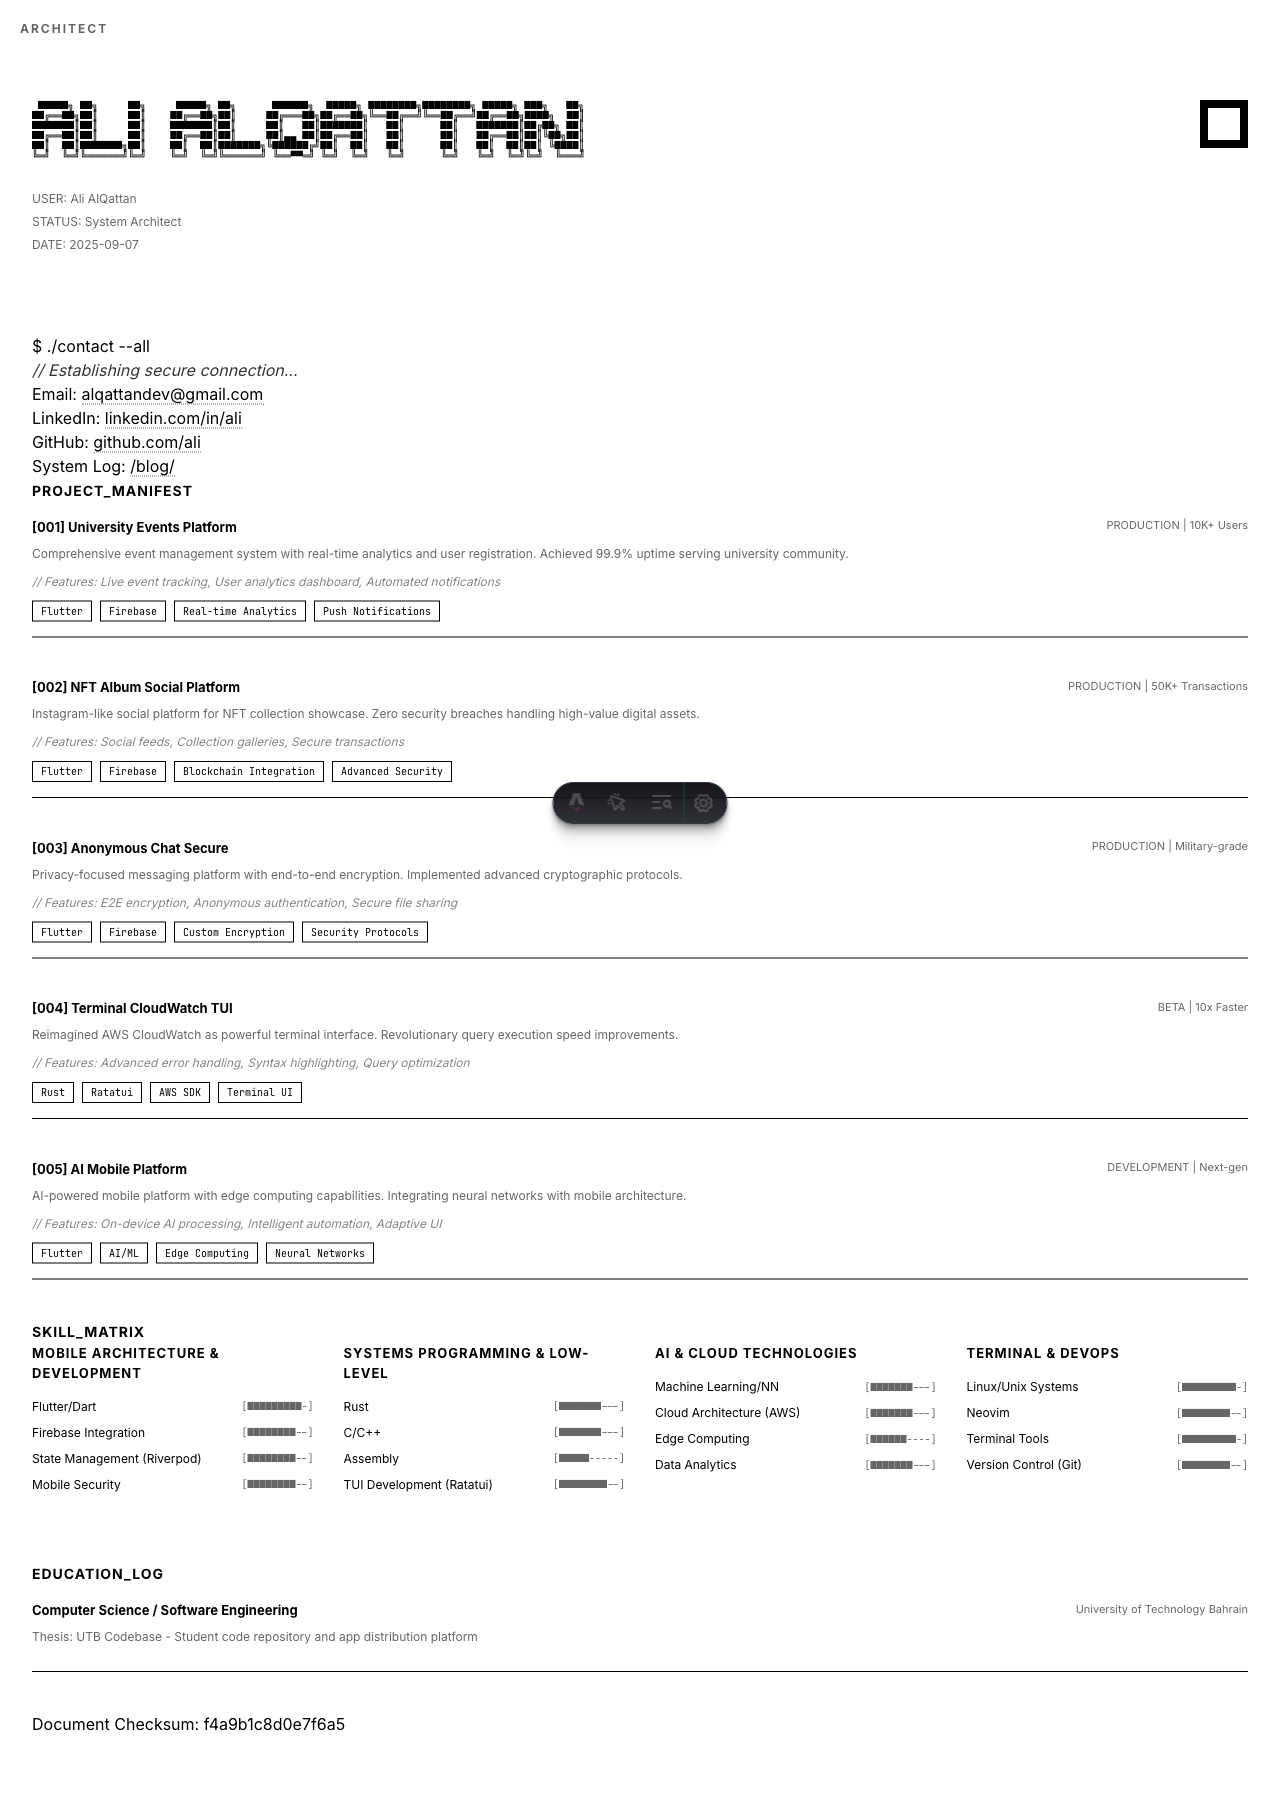 ARCHITECT
ALI ALQATTAN
USER: Ali AlQattan
STATUS: System Architect
DATE: 2025-09-07
$ ./contact --all
// Establishing secure connection...
Email: alqattandev@gmail.com
LinkedIn: linkedin.com/in/ali
GitHub: github.com/ali
System Log: /blog/
PROJECT_MANIFEST
[001] University Events Platform PRODUCTION | 10K+ Users
Comprehensive event management system with real-time analytics and user registration. Achieved 99.9% uptime serving university community.
// Features: Live event tracking, User analytics dashboard, Automated notifications
Flutter Firebase Real-time Analytics Push Notifications
[002] NFT Album Social Platform PRODUCTION | 50K+ Transactions
Instagram-like social platform for NFT collection showcase. Zero security breaches handling high-value digital assets.
// Features: Social feeds, Collection galleries, Secure transactions
Flutter Firebase Blockchain Integration Advanced Security
[003] Anonymous Chat Secure PRODUCTION | Military-grade
Privacy-focused messaging platform with end-to-end encryption. Implemented advanced cryptographic protocols.
// Features: E2E encryption, Anonymous authentication, Secure file sharing
Flutter Firebase Custom Encryption Security Protocols
[004] Terminal CloudWatch TUI BETA | 10x Faster
Reimagined AWS CloudWatch as powerful terminal interface. Revolutionary query execution speed improvements.
// Features: Advanced error handling, Syntax highlighting, Query optimization
Rust Ratatui AWS SDK Terminal UI
[005] AI Mobile Platform DEVELOPMENT | Next-gen
AI-powered mobile platform with edge computing capabilities. Integrating neural networks with mobile architecture.
// Features: On-device AI processing, Intelligent automation, Adaptive UI
Flutter AI/ML Edge Computing Neural Networks
SKILL_MATRIX
MOBILE ARCHITECTURE &
DEVELOPMENT
Flutter/Dart [■■■■■■■■■-]
Firebase Integration [■■■■■■■■--]
State Management (Riverpod) [■■■■■■■■--]
Mobile Security [■■■■■■■■--]
SYSTEMS PROGRAMMING & LOW-
LEVEL
Rust [■■■■■■■---]
C/C++ [■■■■■■■---]
Assembly [■■■■■-----]
TUI Development (Ratatui) [■■■■■■■■--]
AI & CLOUD TECHNOLOGIES
Machine Learning/NN [■■■■■■■---]
Cloud Architecture (AWS) [■■■■■■■---]
Edge Computing [■■■■■■----]
Data Analytics [■■■■■■■---]
TERMINAL & DEVOPS
Linux/Unix Systems [■■■■■■■■■-]
Neovim [■■■■■■■■--]
Terminal Tools [■■■■■■■■■-]
Version Control (Git) [■■■■■■■■--]
EDUCATION_LOG
Computer Science / Software Engineering University of Technology Bahrain
Thesis: UTB Codebase - Student code repository and app distribution platform
Document Checksum: f4a9b1c8d0e7f6a5